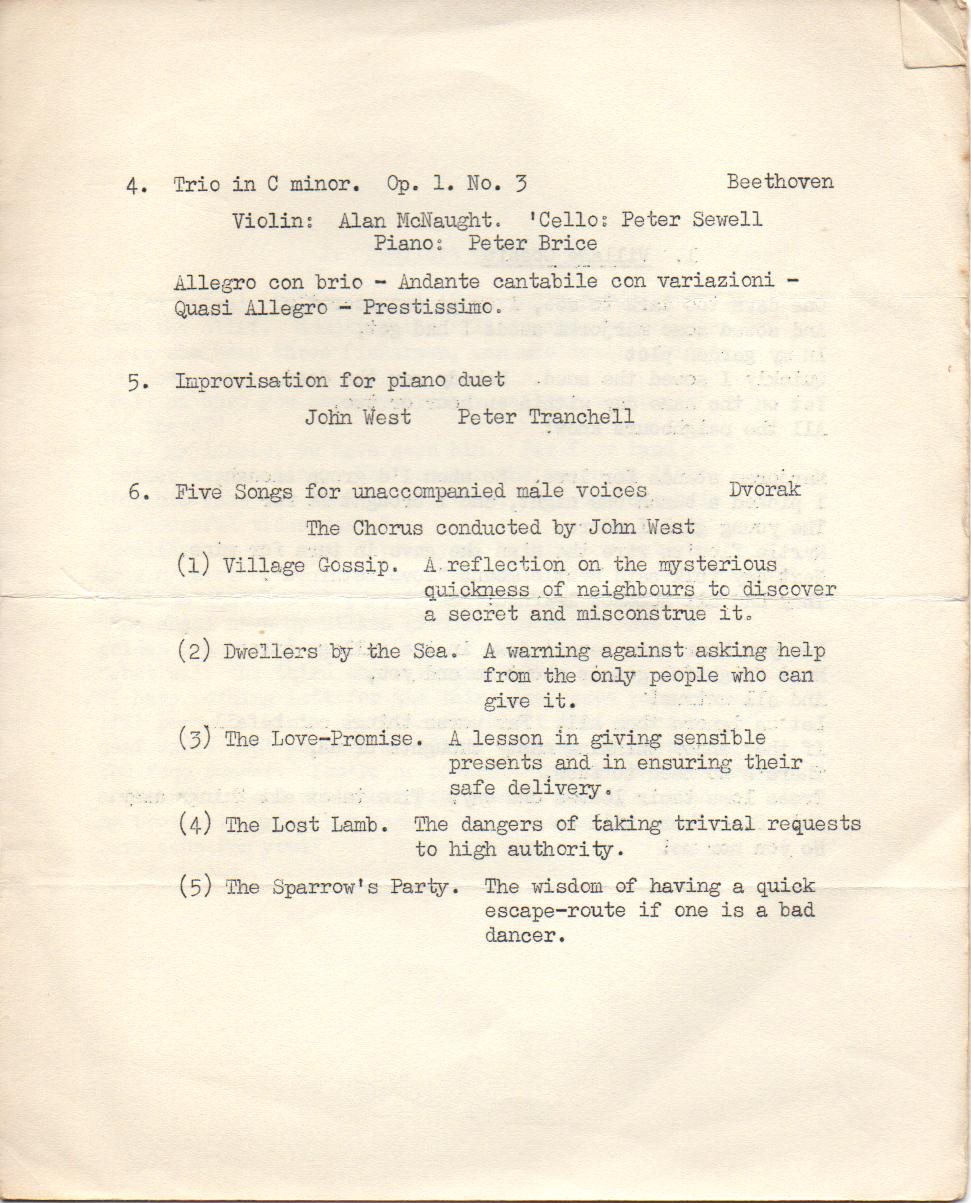 4. Trio in C minor. Op. 1. No. 3 Beethoven
Violin: Alan McNaught. 'Cello: Peter Sewell
Piano: Peter Brice
Allegro con brio - Andante cantabile con variazioni -
Quasi Allegro - Prestissimo.
5. Improvisation for piano duet
John West Peter Tranchell
6. Five Songs for unaccompanied male voices Dvorak
The Chorus conducted by John West
(1) Village Gossip. A reflection on the mysterious
quickness of neighbours to discover
a secret and misconstrue it.
(2) Dwellers by the Sea. A warning against asking help
from the only people who can
give it.
(3) The Love-Promise. A lesson in giving sensible
presents and in ensuring their
safe delivery.
(4) The Lost Lamb. The dangers of taking trivial requests
to high authority.
(5) The Sparrow's Party. The wisdom of having a quick
escape-route if one is a bad
dancer.